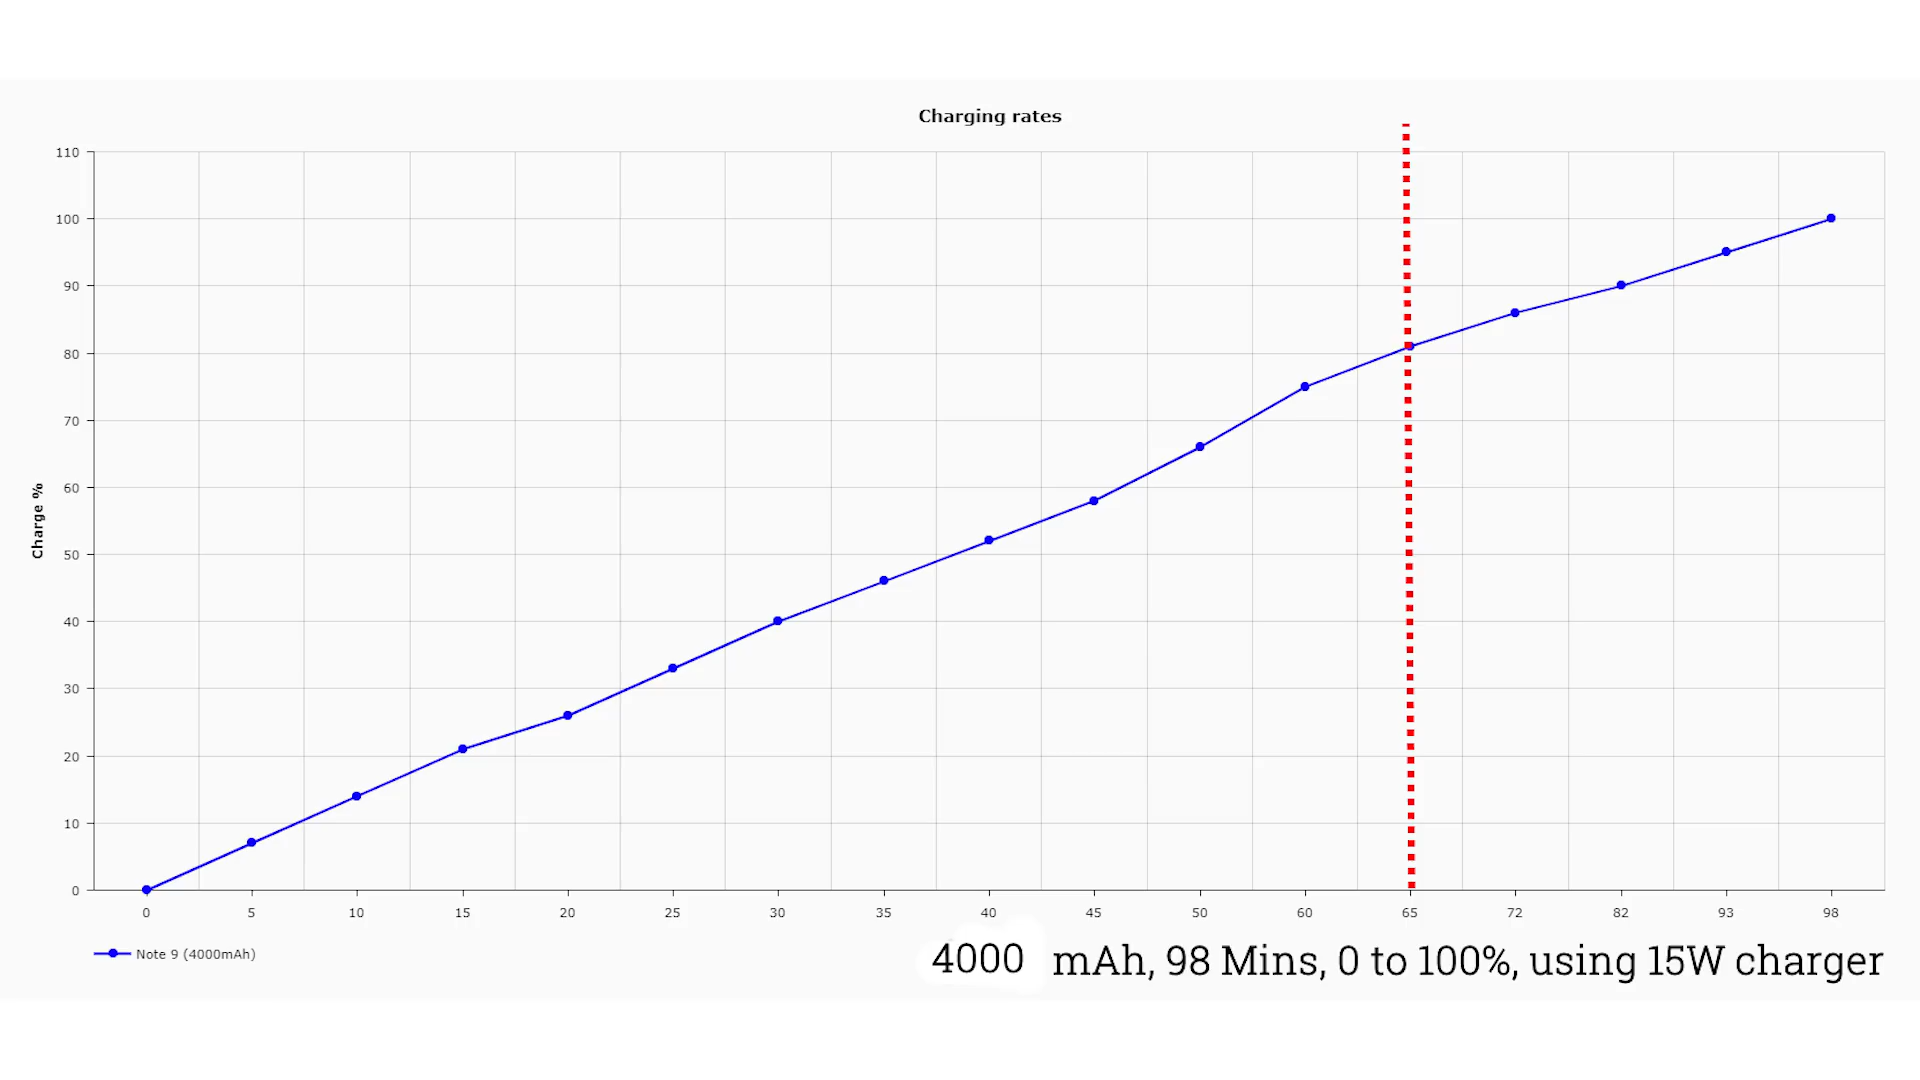 Charging rates
110
100
90
80
70
60
50
40
30
20
10
0
Charge %
0 5 10 15 20 25 30 35 40 45 50 60 65 72 82 93 98
Note 9 (4000mAh)
4000 mAh, 98 Mins, 0 to 100%, using 15W charger